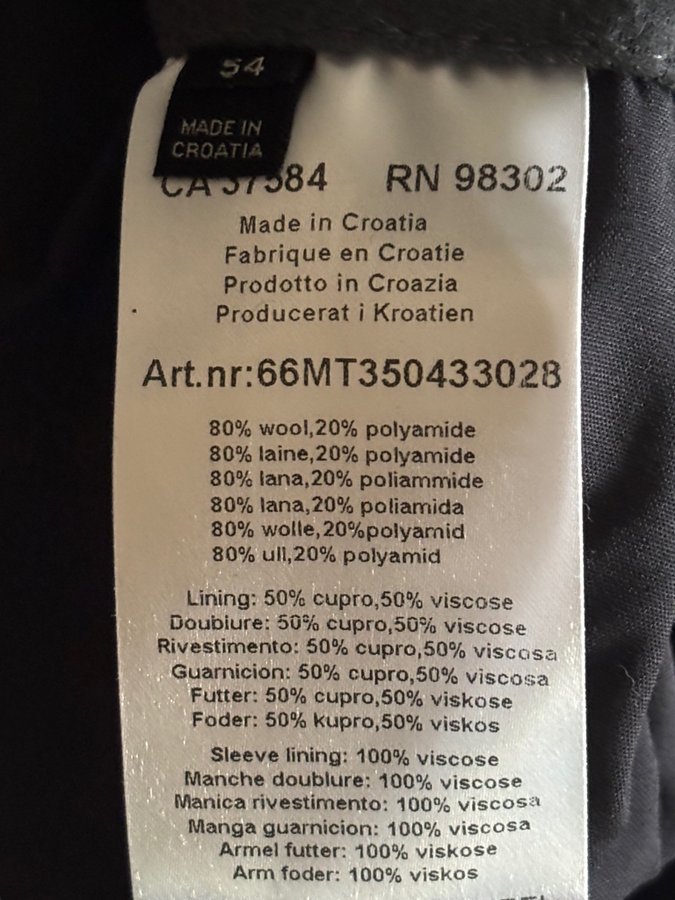 54
MADE IN
CROATIA
CA 37584 RN 98302
Made in Croatia
Fabrique en Croatie
Prodotto in Croazia
Producerat i Kroatien
Art.nr:66MT350433028
80% wool,20% polyamide
80% laine,20% polyamide
80% lana,20% poliammide
80% lana,20% poliamida
80% wolle,20%polyamid
80% ull,20% polyamid
Lining: 50% cupro,50% viscose
Doublure: 50% cupro,50% viscose
Rivestimento: 50% cupro,50% viscosa
Guarnicion: 50% cupro,50% viscosa
Futter: 50% cupro,50% viskose
Foder: 50% kupro,50% viskos
Sleeve lining: 100% viscose
Manche doublure: 100% viscose
Manica rivestimento: 100% viscosa
Manga guarnicion: 100% viscosa
Armel futter: 100% viskose
Arm foder: 100% viskos